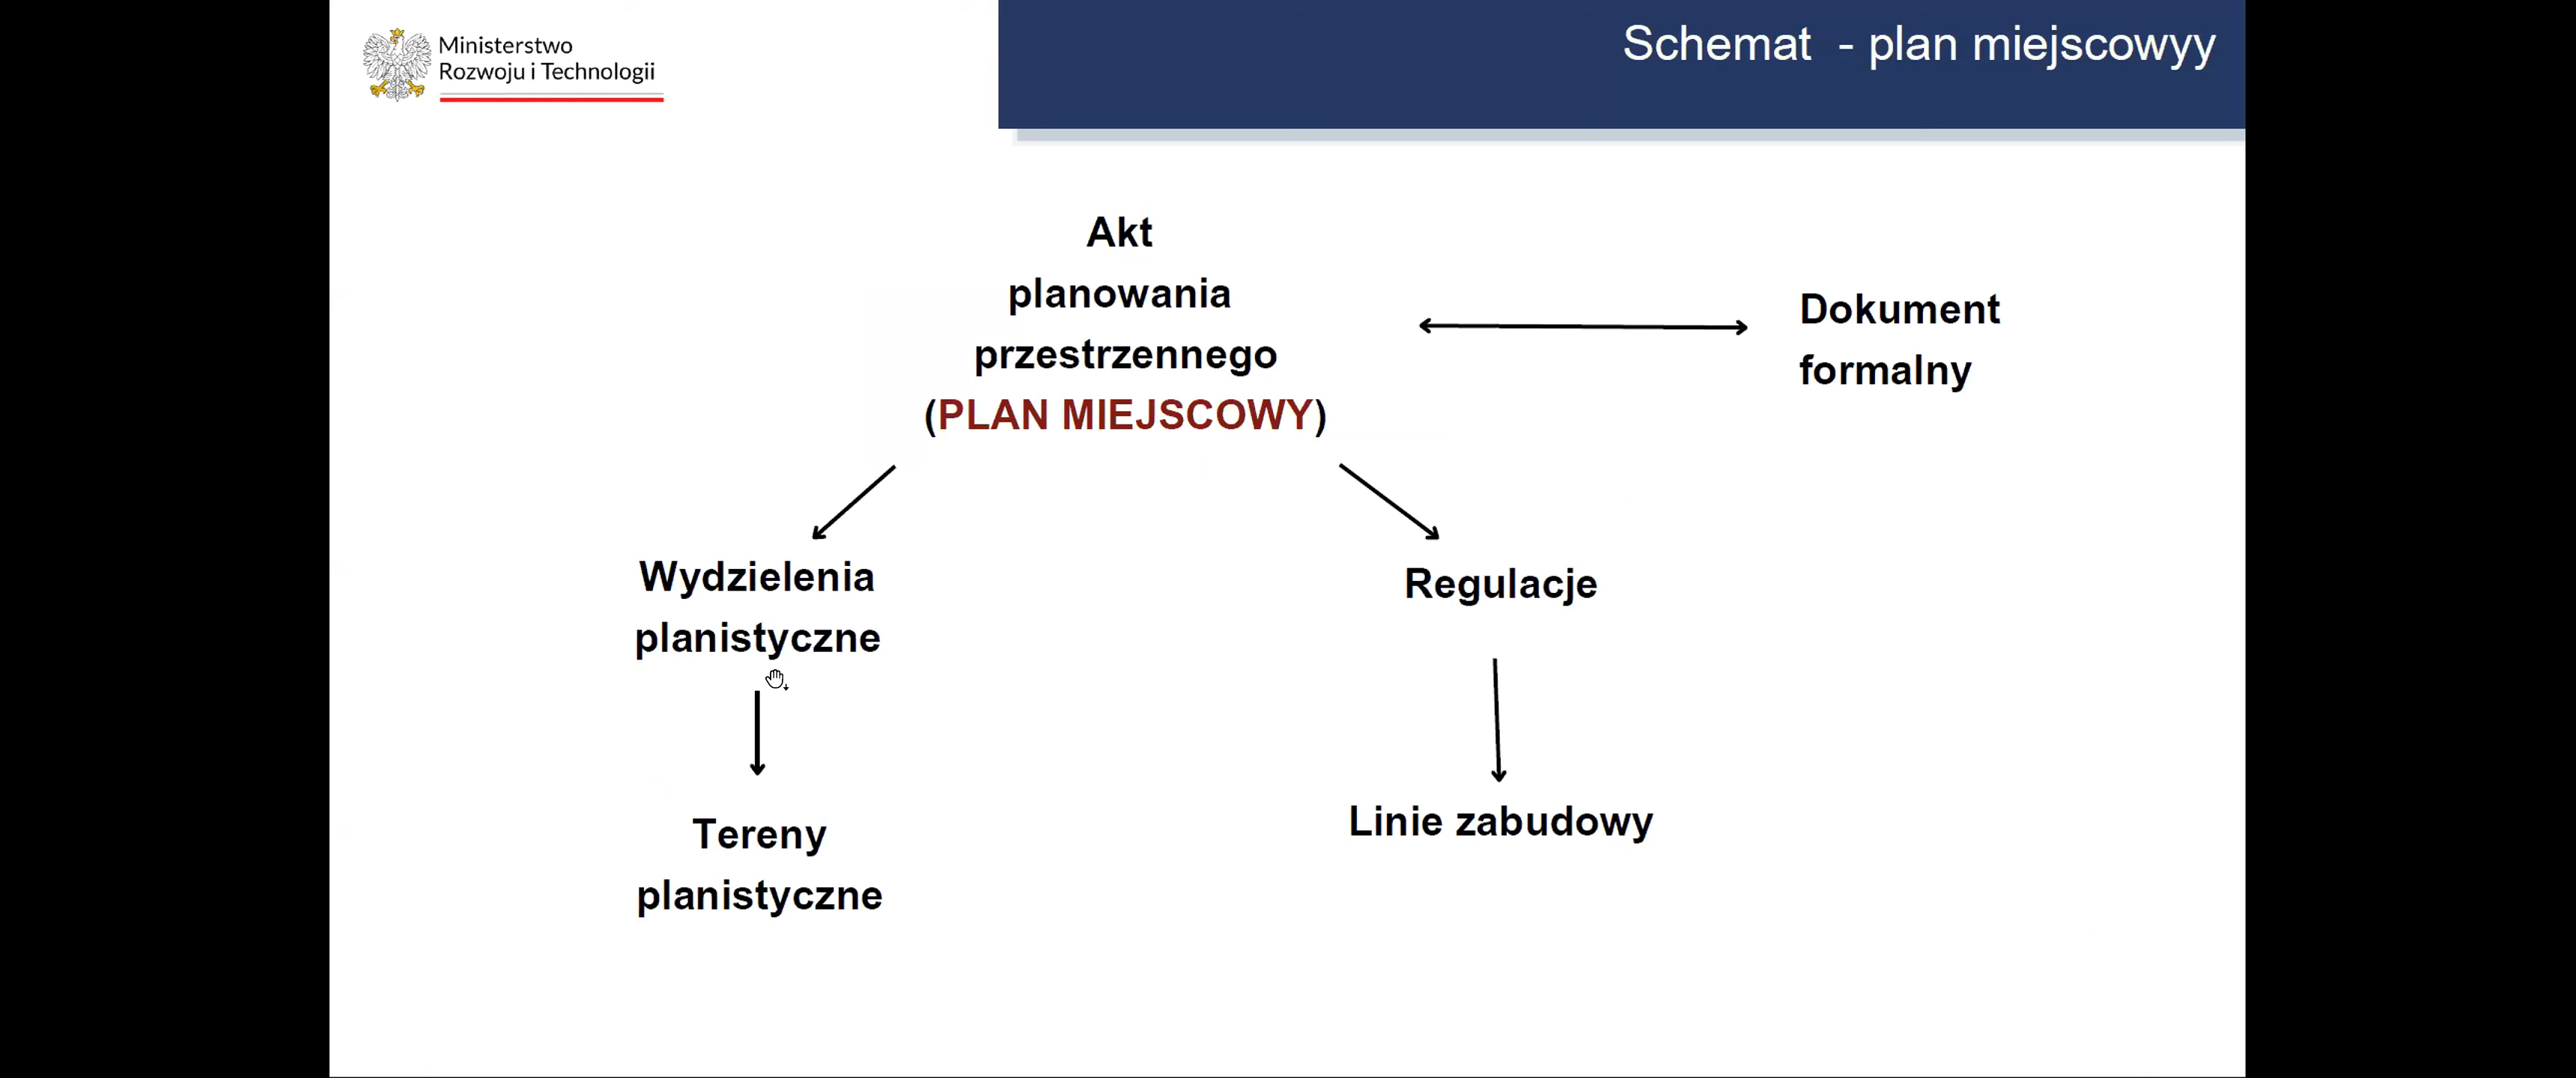 Ministerstwo
Rozwoju i Technologii
Schemat - plan miejscowyy
Akt
planowania
przestrzennego
(PLAN MIEJSCOWY)
Dokument
formalny
Wydzielenia
planistyczne
Regulacje
Tereny
planistyczne
Linie zabudowy